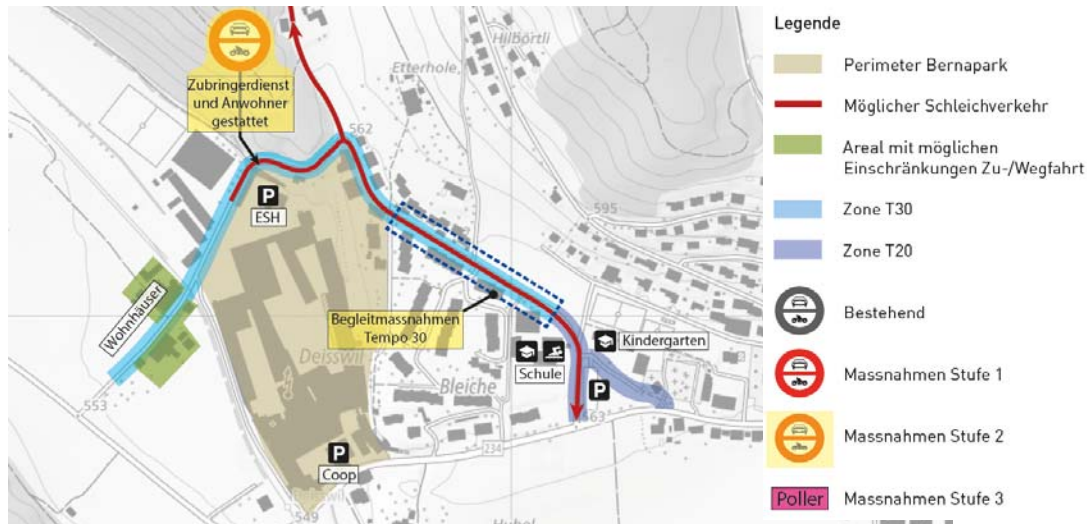 Zubringerdienst
und Anwohner
gestattet
562
Hilbörtli
Etterhole
595
P
ESH
Wohnhäuser
Begleitmassnahmen
Tempo 30
Deisswil
Bleiche
Schule
Kindergarten
P
553
563
234
P
Coop
549
Hubel
Legende
Perimeter Bernapark
Möglicher Schleichverkehr
Areal mit möglichen
Einschränkungen Zu-/Wegfahrt
Zone T30
Zone T20
Bestehend
Massnahmen Stufe 1
Massnahmen Stufe 2
Poller Massnahmen Stufe 3